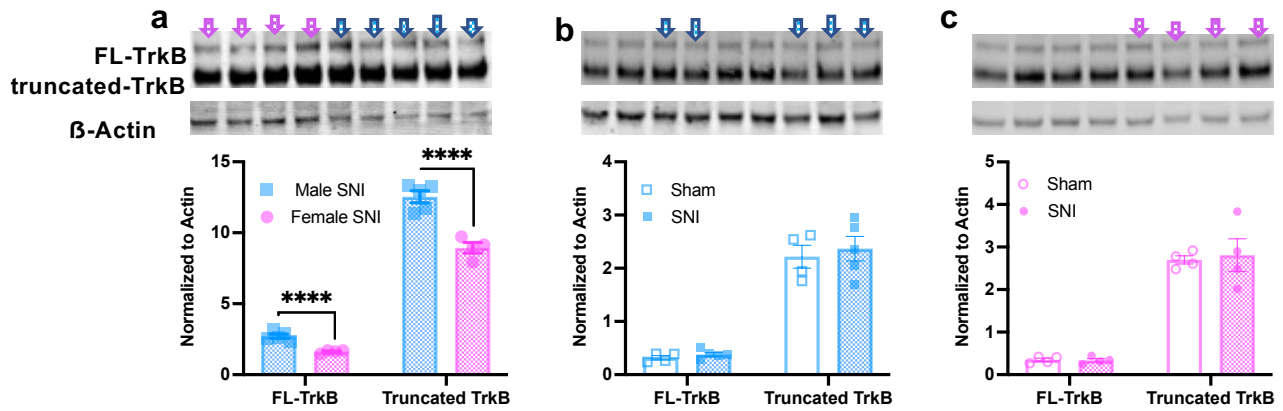 a
FL-TrkB
truncated-TrkB
ß-Actin
Normalized to Actin
15
10
5
0
Male SNI
Female SNI
****
****
FL-TrkB
Truncated TrkB
b
Normalized to Actin
4
3
2
1
0
Sham
SNI
FL-TrkB
Truncated TrkB
c
Normalized to Actin
5
4
3
2
1
0
Sham
SNI
FL-TrkB
Truncated TrkB